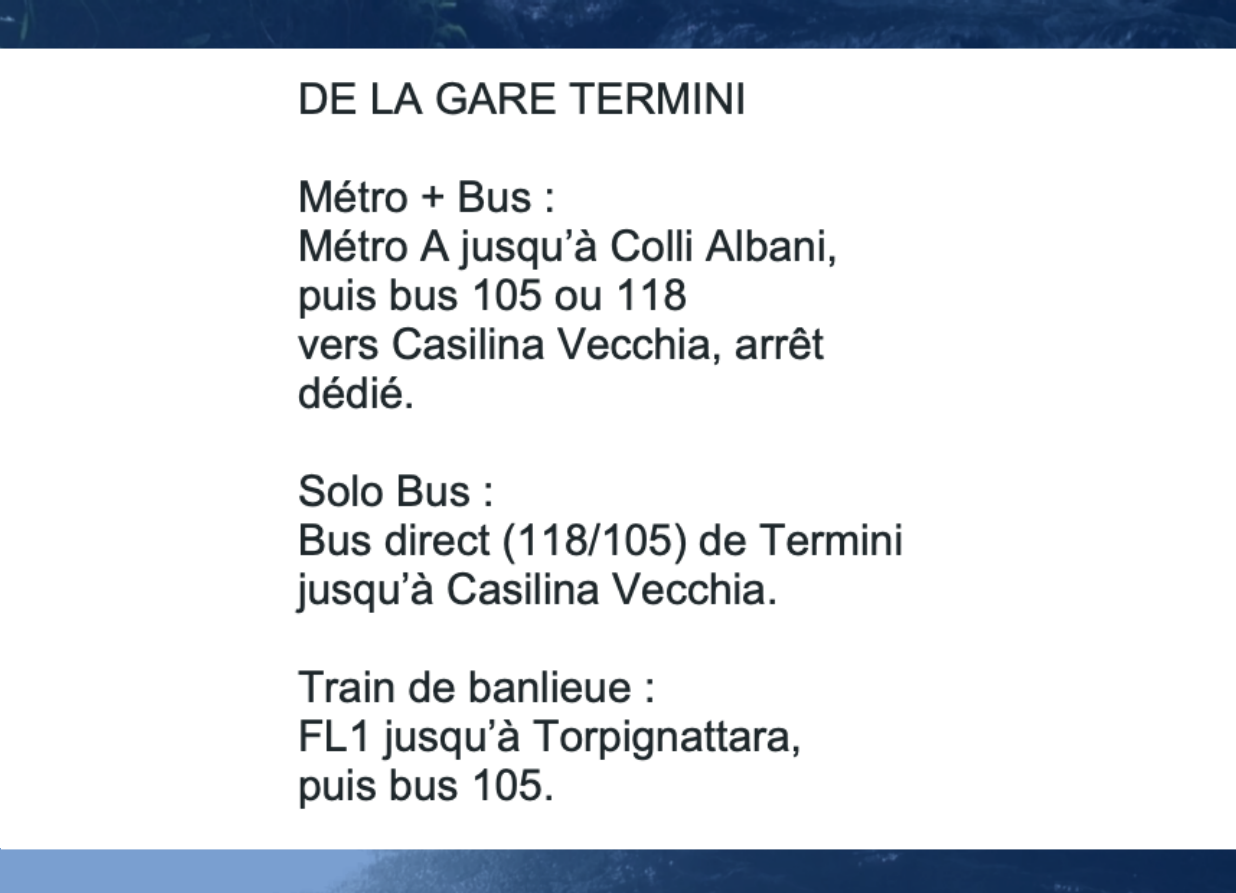 DE LA GARE TERMINI
Métro + Bus :
Métro A jusqu’à Colli Albani,
puis bus 105 ou 118
vers Casilina Vecchia, arrêt
dédié.
Solo Bus :
Bus direct (118/105) de Termini
jusqu’à Casilina Vecchia.
Train de banlieue :
FL1 jusqu’à Torpignattara,
puis bus 105.